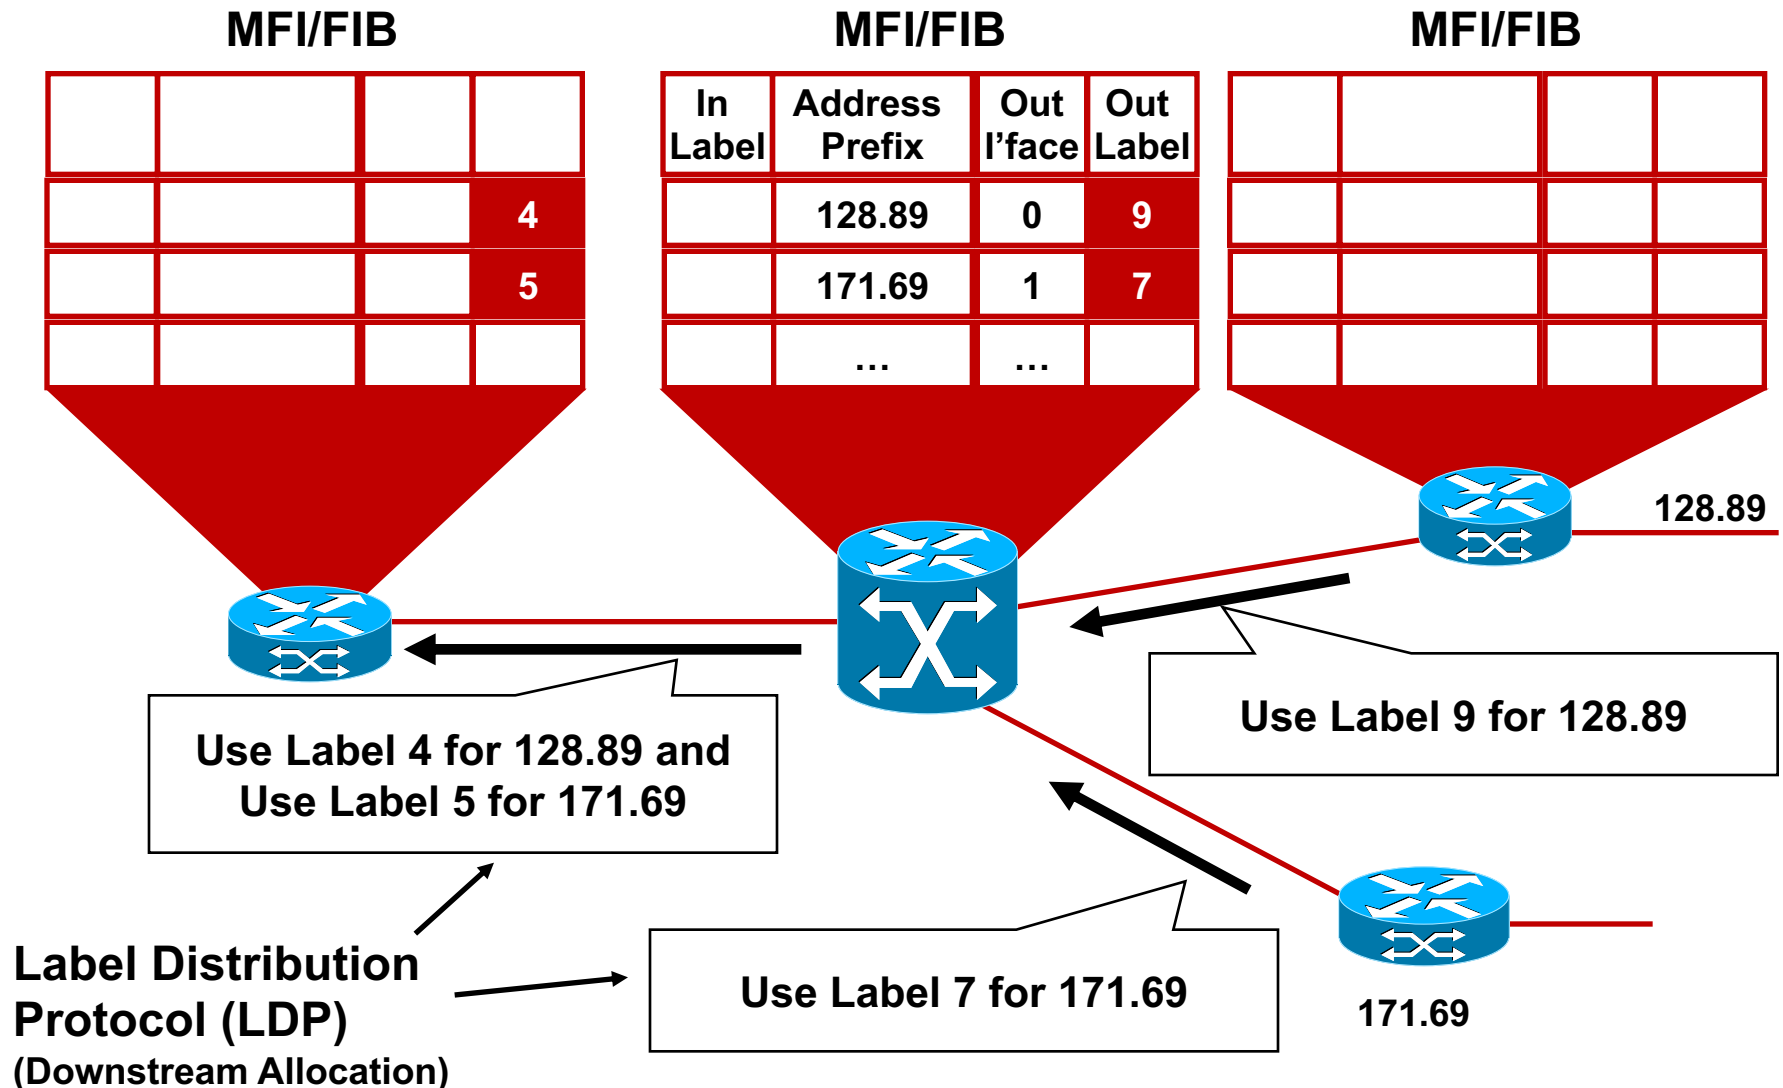 MFI/FIB
MFI/FIB
MFI/FIB
In Address Out Out
Label Prefix I’face Label
4
5
128.89 0 9
171.69 1 7
... ...
128.89
Use Label 9 for 128.89
Use Label 4 for 128.89 and
Use Label 5 for 171.69
Use Label 7 for 171.69
171.69
Label Distribution
Protocol (LDP)
(Downstream Allocation)